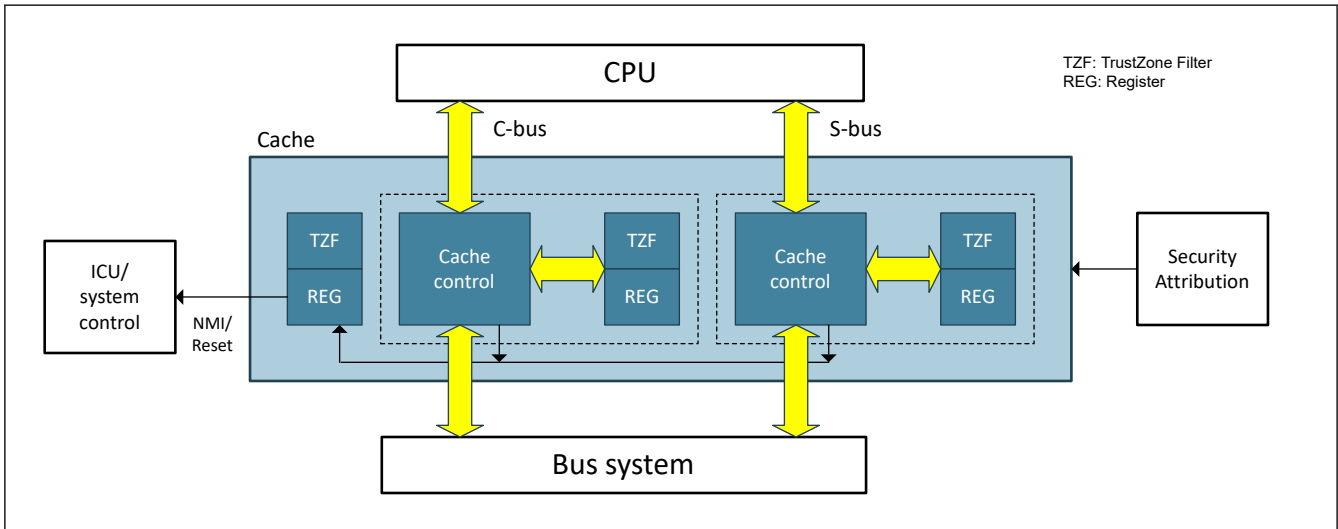 CPU
TZF: TrustZone Filter
REG: Register
C-bus
S-bus
Cache
TZF
REG
Cache
control
TZF
REG
Cache
control
TZF
REG
ICU/
system
control
NMI/
Reset
Security
Attribution
Bus system